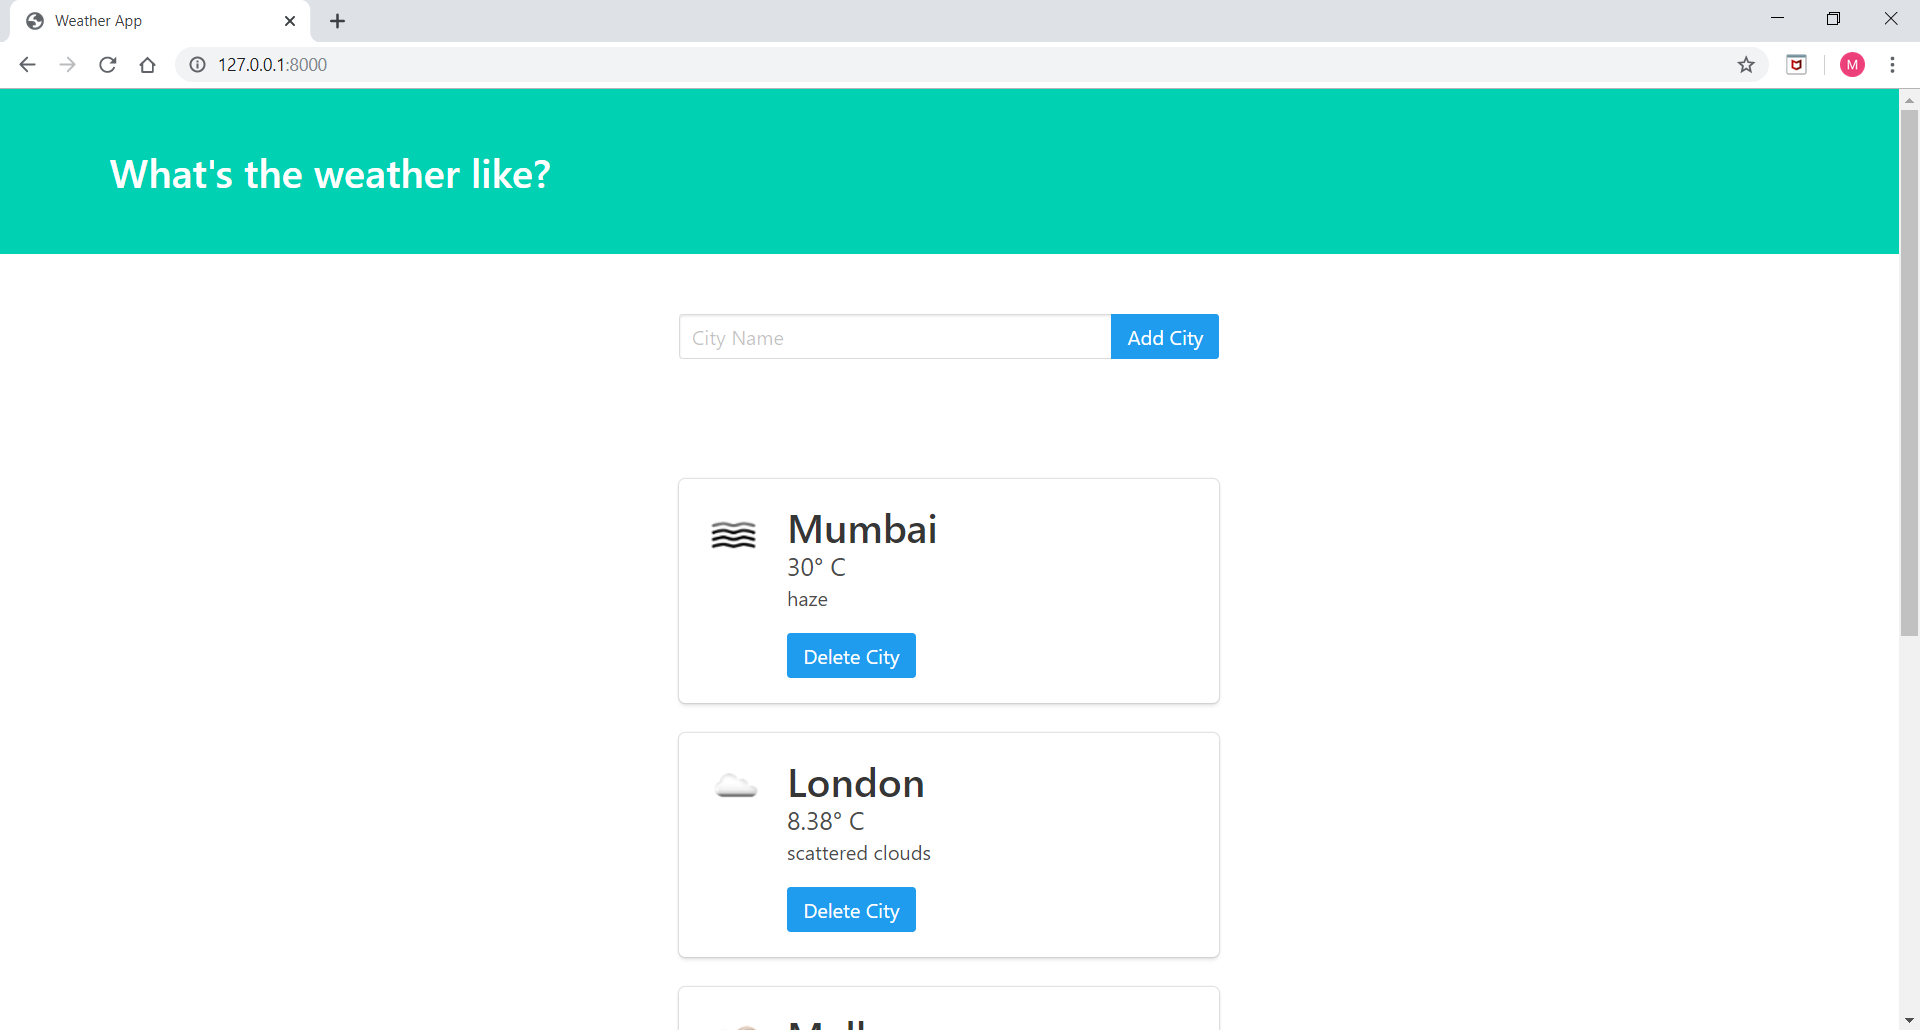 Weather App
127.0.0.1:8000
M
What's the weather like?
City Name
Add City
Mumbai
30° C
haze
Delete City
London
8.38° C
scattered clouds
Delete City